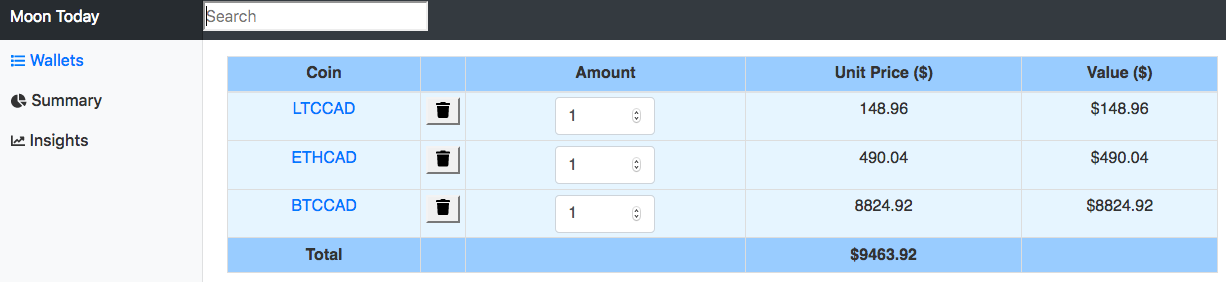 Moon Today Search
Wallets
Summary
Insights
Coin Amount Unit Price ($) Value ($)
LTCCAD 1 148.96 $148.96
ETHCAD 1 490.04 $490.04
BTCCAD 1 8824.92 $8824.92
Total $9463.92